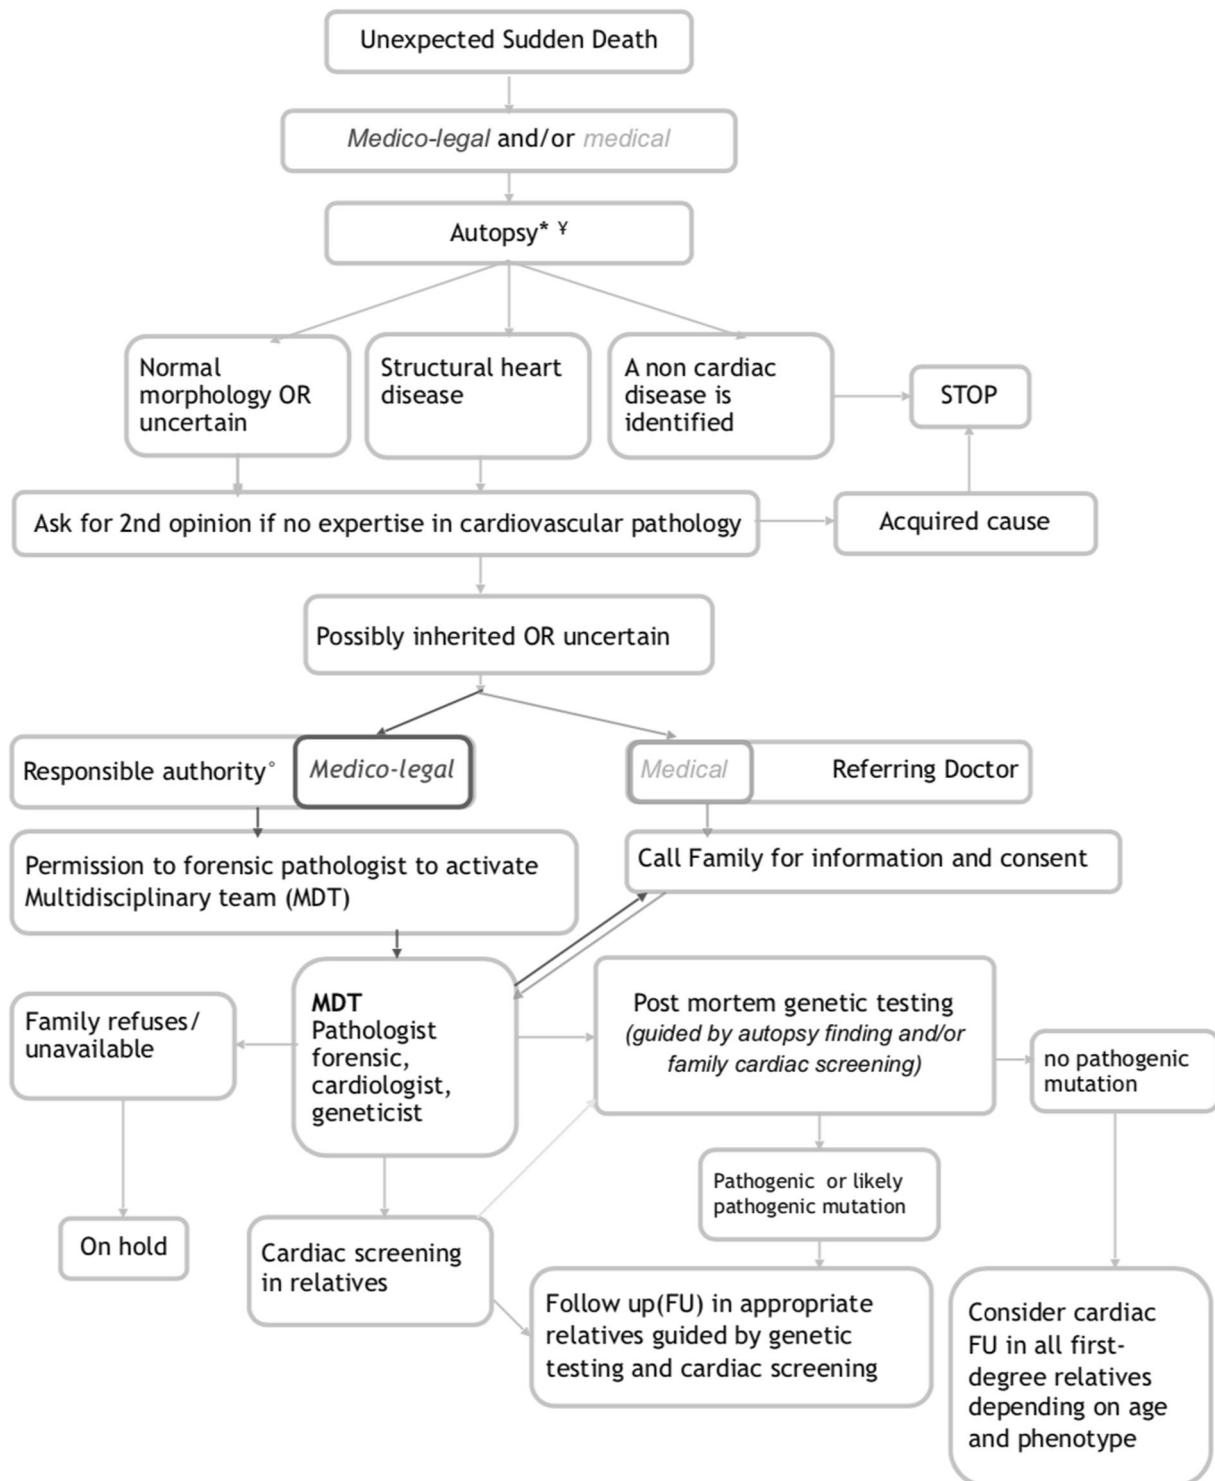 Unexpected Sudden Death
Medico-legal and/or medical
Autopsy* ¥
Normal
morphology OR
uncertain
Structural heart
disease
A non cardiac
disease is
identified
STOP
Ask for 2nd opinion if no expertise in cardiovascular pathology
Acquired cause
Possibly inherited OR uncertain
Responsible authority° Medico-legal
Medical Referring Doctor
Permission to forensic pathologist to activate
Multidisciplinary team (MDT)
Call Family for information and consent
Family refuses/
unavailable
MDT
Pathologist
forensic,
cardiologist,
geneticist
Post mortem genetic testing
(guided by autopsy finding and/or
family cardiac screening)
no pathogenic
mutation
Pathogenic or likely
pathogenic mutation
On hold
Cardiac screening
in relatives
Follow up(FU) in appropriate
relatives guided by genetic
testing and cardiac screening
Consider cardiac
FU in all first-
degree relatives
depending on age
and phenotype